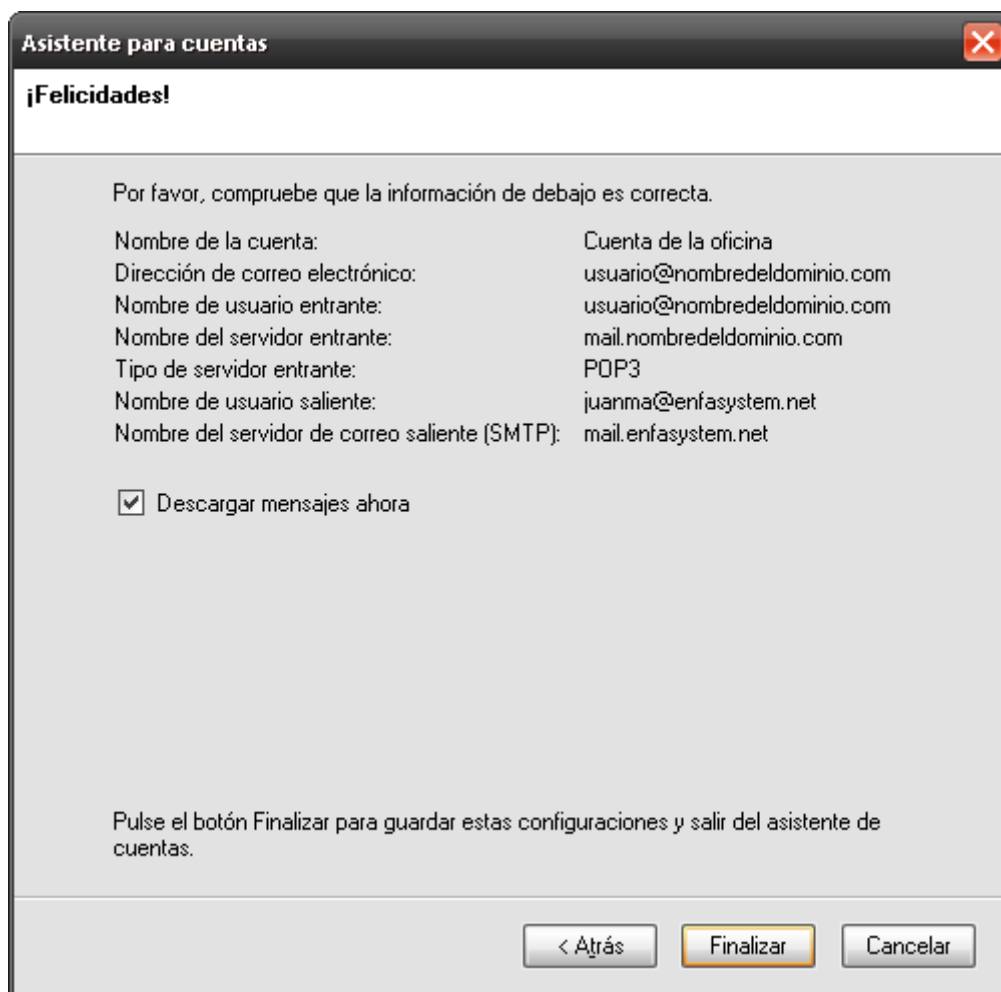 Asistente para cuentas
¡Felicidades!
Por favor, compruebe que la información de debajo es correcta.
Nombre de la cuenta: Cuenta de la oficina
Dirección de correo electrónico: usuario@nombredeldominio.com
Nombre de usuario entrante: usuario@nombredeldominio.com
Nombre del servidor entrante: mail.nombredeldominio.com
Tipo de servidor entrante: POP3
Nombre de usuario saliente: juanma@enfasystem.net
Nombre del servidor de correo saliente (SMTP): mail.enfasystem.net
Descargar mensajes ahora
Pulse el botón Finalizar para guardar estas configuraciones y salir del asistente de
cuentas.
< Atrás Finalizar Cancelar